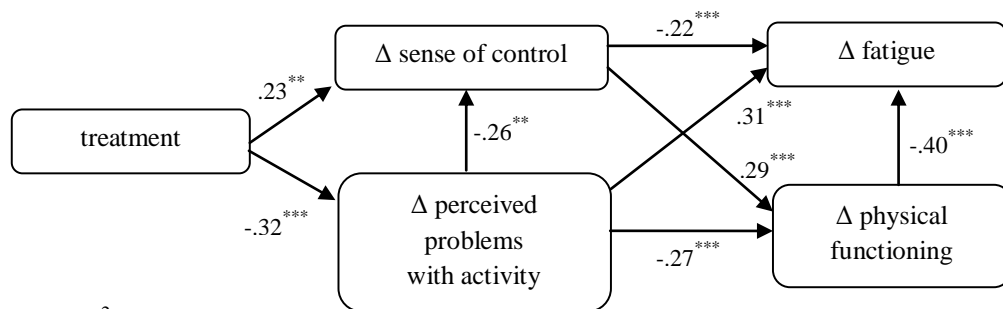 Δ sense of control
-.22***
Δ fatigue
.23**
treatment
-.26**
.31***
-.40***
.29***
-.32***
Δ perceived
problems
with activity
-.27***
Δ physical
functioning